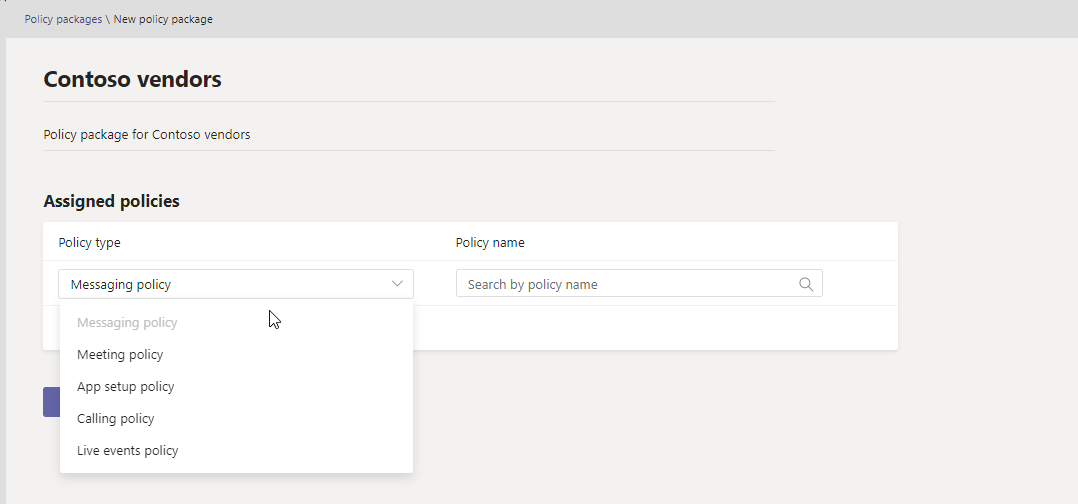 Policy packages \ New policy package
Contoso vendors
Policy package for Contoso vendors
Assigned policies
Policy type Policy name
Messaging policy Search by policy name
Messaging policy
Meeting policy
App setup policy
Calling policy
Live events policy